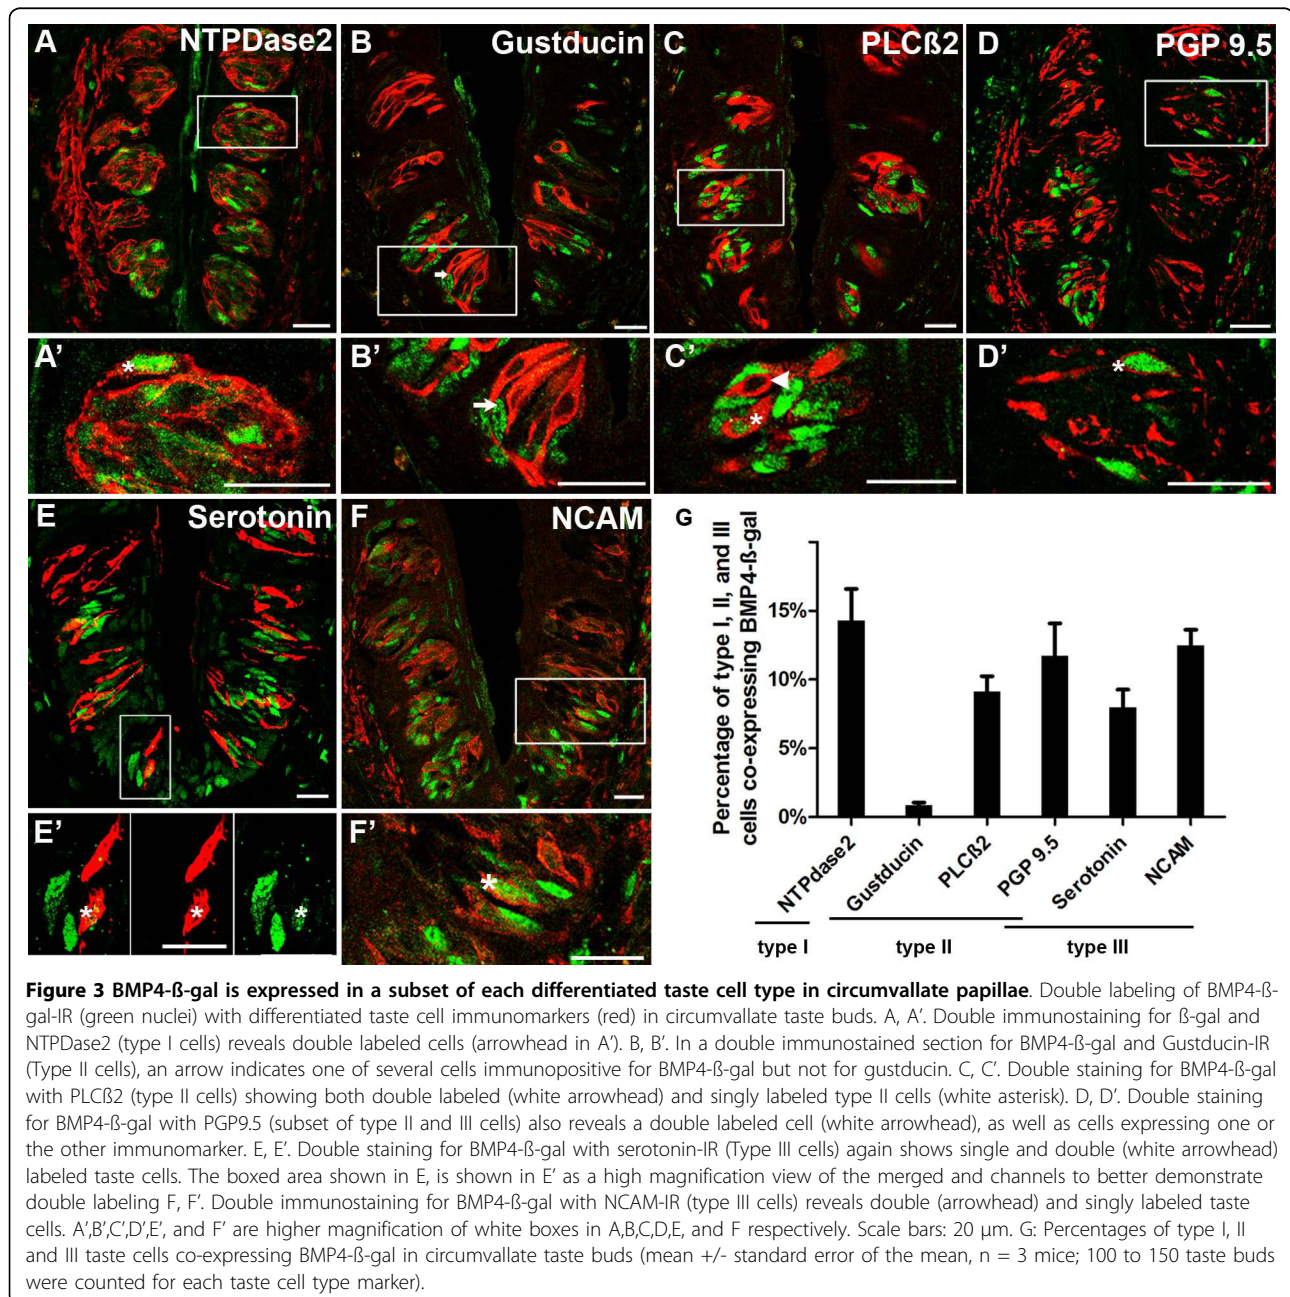 A NTPDase2
B Gustducin
C PLCß2
D PGP 9.5
A'
*
B'
C'
*
D'
*
E Serotonin
F NCAM
E'
* * *
F'
*
G
Percentage of type I, II, and III
cells co-expressing BMP4-ß-gal
15%
10%
5%
0%
NTPdase2
Gustducin
PLCß2
PGP 9.5
Serotonin
NCAM
type I type II type III
Figure 3 BMP4-ß-gal is expressed in a subset of each differentiated taste cell type in circumvallate papillae. Double labeling of BMP4-ß-
gal-IR (green nuclei) with differentiated taste cell immunomarkers (red) in circumvallate taste buds. A, A'. Double immunostaining for ß-gal and
NTPDase2 (type I cells) reveals double labeled cells (arrowhead in A'). B, B'. In a double immunostained section for BMP4-ß-gal and Gustducin-IR
(Type II cells), an arrow indicates one of several cells immunopositive for BMP4-ß-gal but not for gustducin. C, C'. Double staining for BMP4-ß-gal
with PLCß2 (type II cells) showing both double labeled (white arrowhead) and singly labeled type II cells (white asterisk). D, D'. Double staining
for BMP4-ß-gal with PGP9.5 (subset of type II and III cells) also reveals a double labeled cell (white arrowhead), as well as cells expressing one or
the other immunomarker. E, E'. Double staining for BMP4-ß-gal with serotonin-IR (Type III cells) again shows single and double (white arrowhead)
labeled taste cells. The boxed area shown in E, is shown in E' as a high magnification view of the merged and channels to better demonstrate
double labeling F, F'. Double immunostaining for BMP4-ß-gal with NCAM-IR (type III cells) reveals double (arrowhead) and singly labeled taste
cells. A',B',C',D',E', and F' are higher magnification of white boxes in A,B,C,D,E, and F respectively. Scale bars: 20 µm. G: Percentages of type I, II
and III taste cells co-expressing BMP4-ß-gal in circumvallate taste buds (mean +/- standard error of the mean, n = 3 mice; 100 to 150 taste buds
were counted for each taste cell type marker).